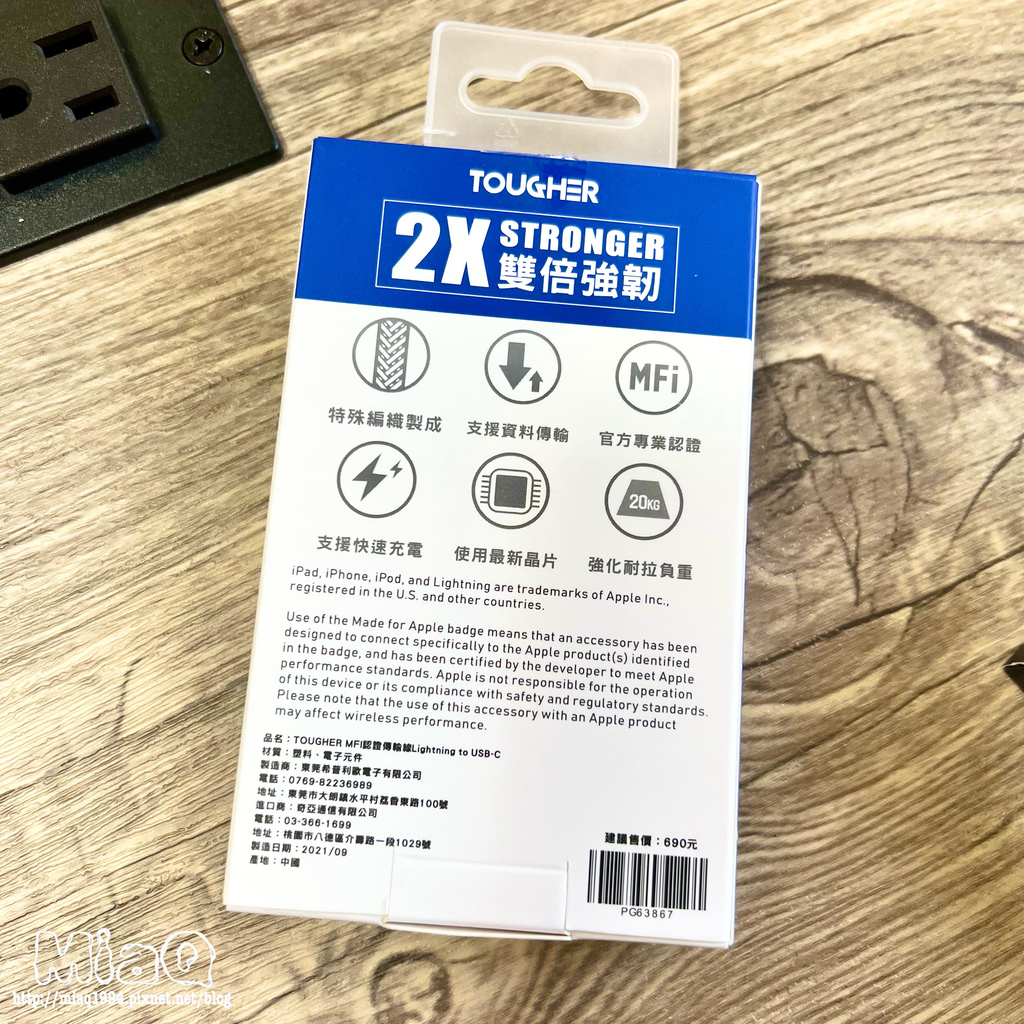 TOUGHER
2X STRONGER
雙倍強韌
特殊編織製成 支援資料傳輸 MFi 官方專業認證
支援快速充電 使用最新晶片 20KG 強化耐拉負重
iPad, iPhone, iPod, and Lightning are trademarks of Apple Inc.,
registered in the U.S. and other countries.
Use of the Made for Apple badge means that an accessory has been
designed to connect specifically to the Apple product(s) identified
in the badge, and has been certified by the developer to meet Apple
performance standards. Apple is not responsible for the operation
of this device or its compliance with safety and regulatory standards.
Please note that the use of this accessory with an Apple product
may affect wireless performance.
品名：TOUGHER MFI認證傳輸線Lightning to USB-C
材質：塑料、電子元件
製造商：東莞希普利歐電子有限公司
電話：0769-82236989
地址：東莞市大朗鎮水平村荔香東路100號
進口商：奇亞通信有限公司
電話：03-366-1699
地址：桃園市八德區介壽路一段1029號
製造日期：2021/09
產地：中國
建議售價：690元
PG63867
MiaQ
http://miaq1984.pixnet.net/blog